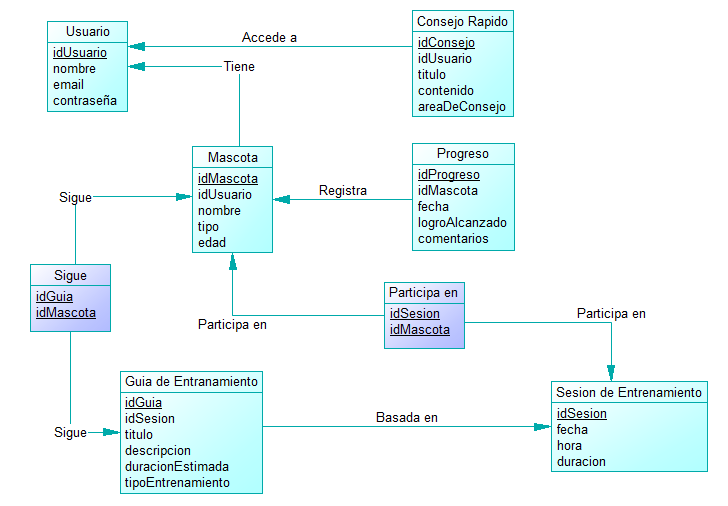 Usuario
idUsuario
nombre
email
contraseña
Accede a
Consejo Rapido
idConsejo
idUsuario
titulo
contenido
areaDeConsejo
Tiene
Mascota
idMascota
idUsuario
nombre
tipo
edad
Registra
Progreso
idProgreso
idMascota
fecha
logroAlcanzado
comentarios
Sigue
Sigue
idGuia
idMascota
Participa en
Participa en
idSesion
idMascota
Participa en
Sigue
Guia de Entranamiento
idGuia
idSesion
titulo
descripcion
duracionEstimada
tipoEntrenamiento
Basada en
Sesion de Entrenamiento
idSesion
fecha
hora
duracion